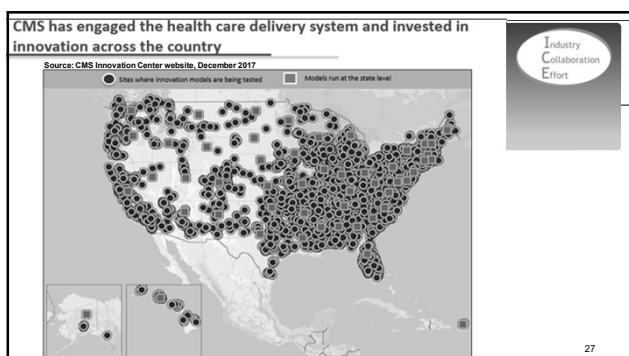 CMS has engaged the health care delivery system and invested in
innovation across the country
Source: CMS Innovation Center website, December 2017
Sites where innovation models are being tested
Models run at the state level
Industry
Collaboration
Effort
27